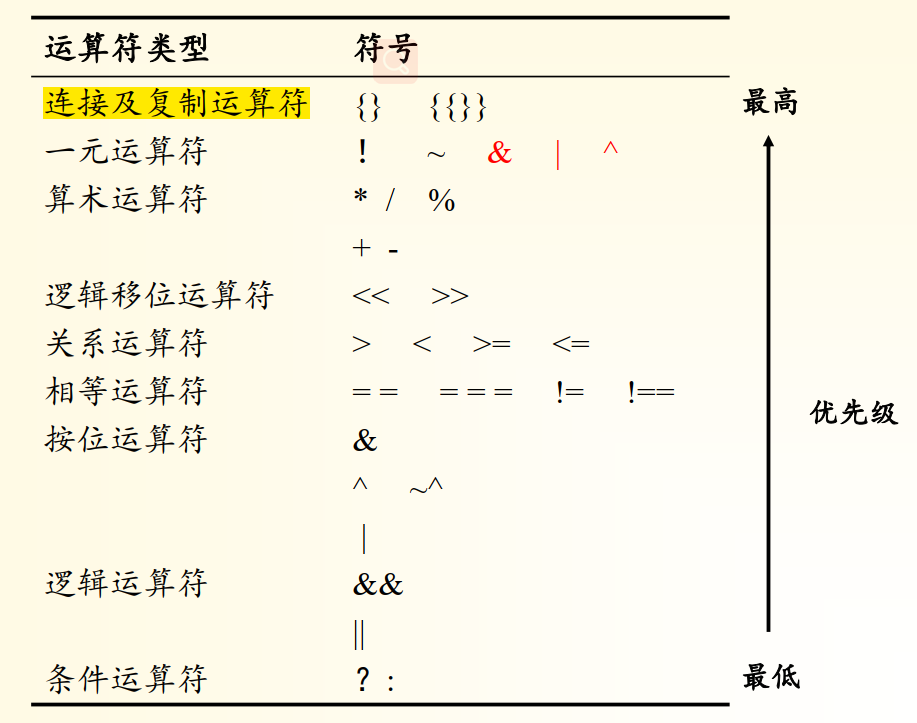 运算符类型 符号
连接及复制运算符 {} {{}} 最高
一元运算符 ! ~ & | ^
算术运算符 * / %
+ -
逻辑移位运算符 << >>
关系运算符 > < >= <=
相等运算符 = = = = = != !==
优先级
按位运算符 &
^ ~^
|
逻辑运算符 &&
||
条件运算符 ? : 最低